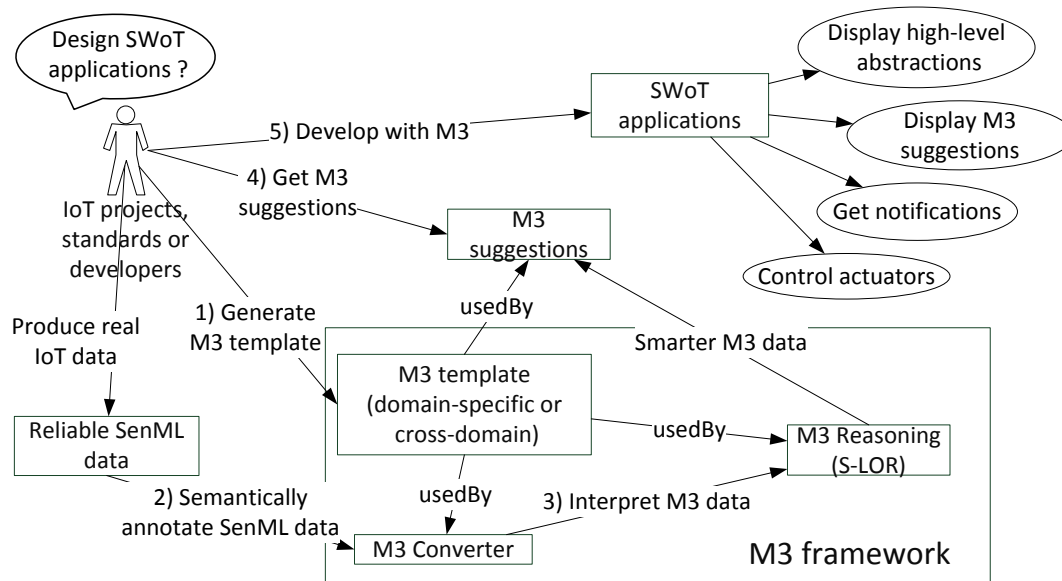 Design SWoT
applications ?
Display high-level
abstractions
SWoT
applications
5) Develop with M3
Display M3
suggestions
4) Get M3
suggestions
IoT projects,
standards or
developers
Get notifications
M3
suggestions
Control actuators
usedBy
1) Generate
M3 template
Produce real
IoT data
Smarter M3 data
M3 template
(domain-specific or
cross-domain)
Reliable SenML
data
usedBy
M3 Reasoning
(S-LOR)
usedBy
2) Semantically
annotate SenML data
3) Interpret M3 data
M3 Converter
M3 framework